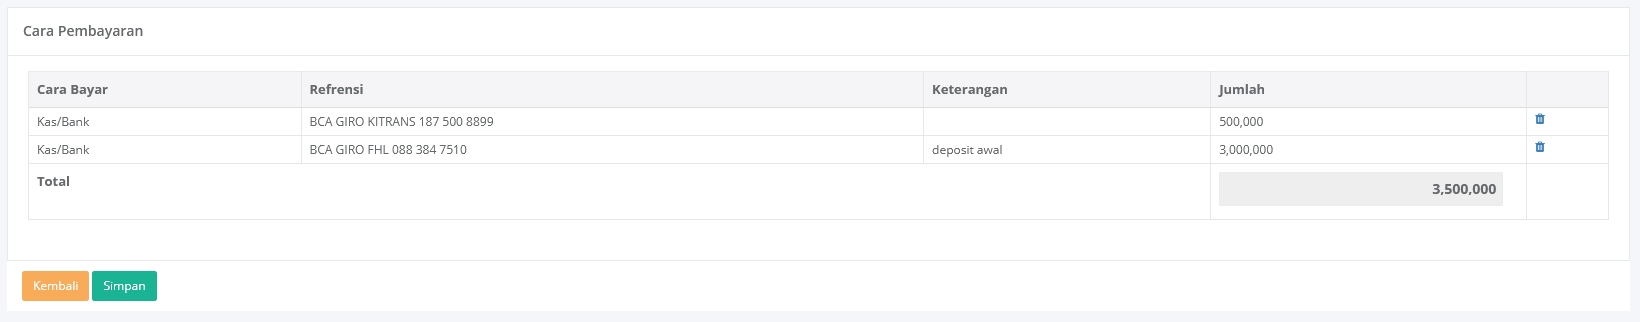 Cara Pembayaran
Cara Bayar Refrensi Keterangan Jumlah
Kas/Bank BCA GIRO KITRANS 187 500 8899 500,000
Kas/Bank BCA GIRO FHL 088 384 7510 deposit awal 3,000,000
Total 3,500,000
Kembali Simpan